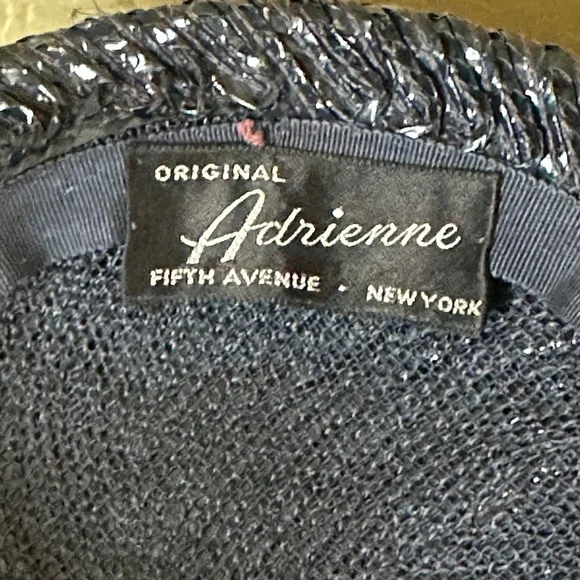 ORIGINAL
Adrienne
FIFTH AVENUE • NEW YORK